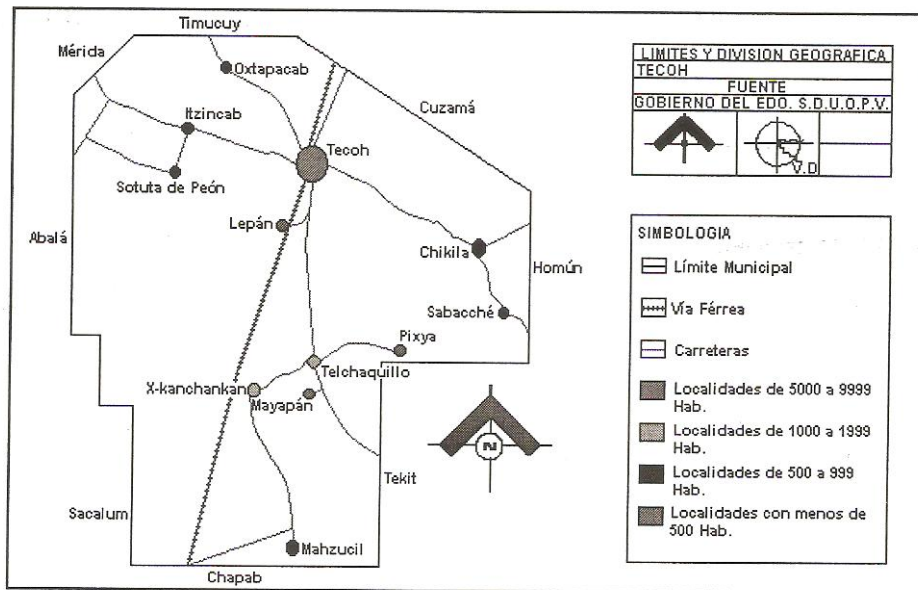 Timucuy
Mérida
Oxtapacab
Cuzamá
Itzincab
Tecoh
Sotuta de Peón
Lepán
Abalá
Chikila
Homún
Sabacché
Pixya
Telchaquillo
X-kanchankan
Mayapán
N
Tekit
Sacalum
Mahzucil
Chapab
LIMITES Y DIVISION GEOGRAFICA
TECOH
FUENTE
GOBIERNO DEL EDO. S.D.U.O.P.V.
V.D
SIMBOLOGIA
Límite Municipal
Vía Férrea
Carreteras
Localidades de 5000 a 9999
Hab.
Localidades de 1000 a 1999
Hab.
Localidades de 500 a 999
Hab.
Localidades con menos de
500 Hab.